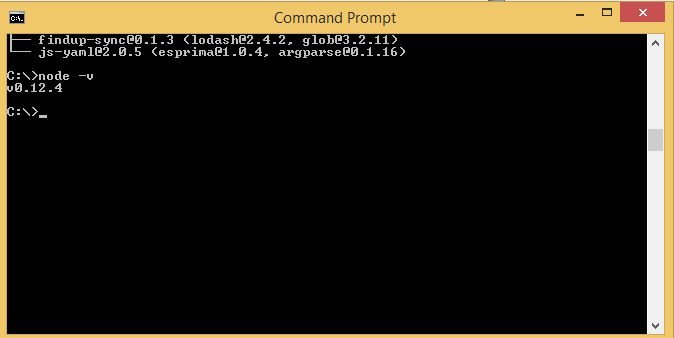 Command Prompt
├── findup-sync@0.1.3 (lodash@2.4.2, glob@3.2.11)
└── js-yaml@2.0.5 (esprima@1.0.4, argparse@0.1.16)
C:\>node -v
v0.12.4
C:\>_